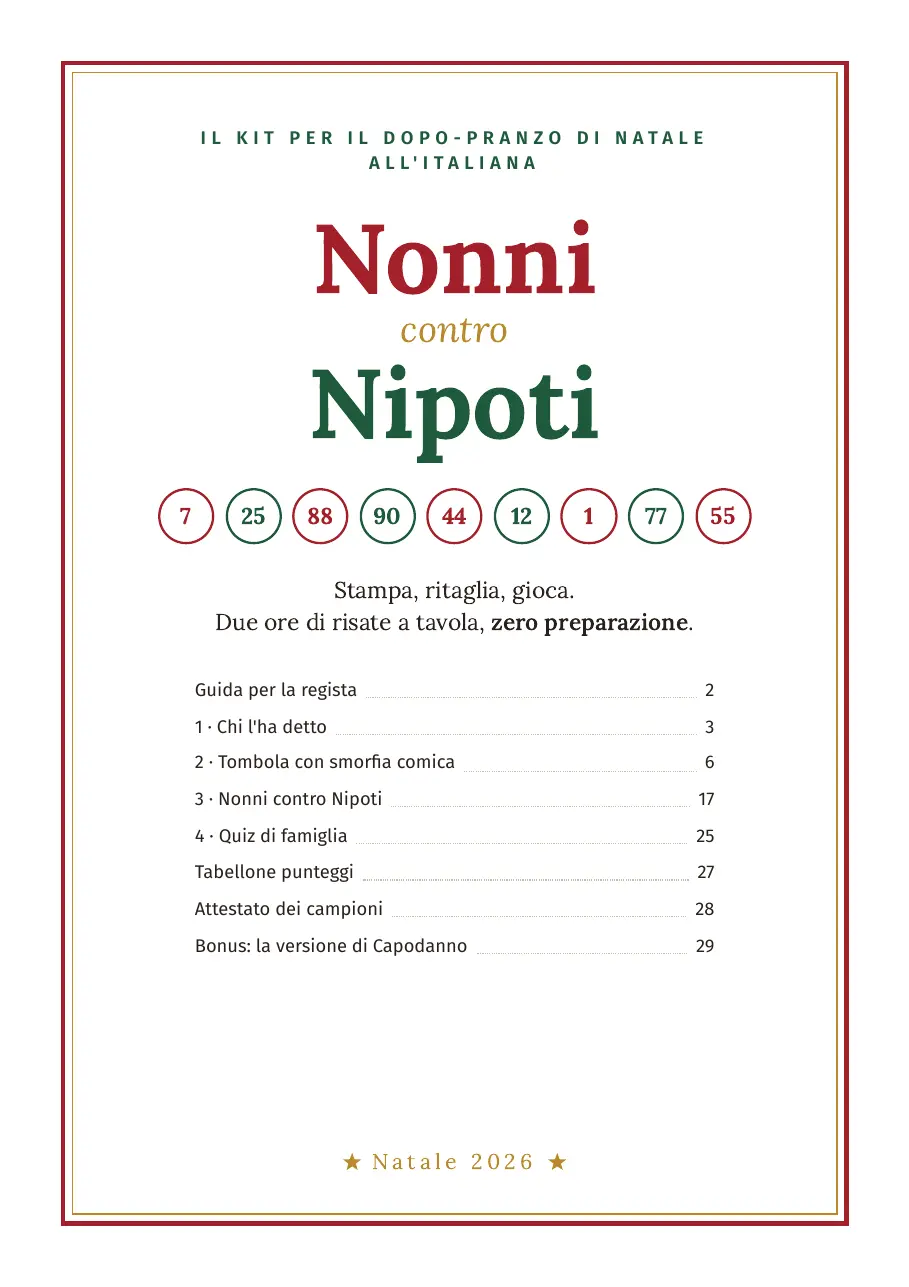 IL KIT PER IL DOPO-PRANZO DI NATALE
ALL'ITALIANA
Nonni
contro
Nipoti
7 25 88 90 44 12 1 77 55
Stampa, ritaglia, gioca.
Due ore di risate a tavola, zero preparazione.
Guida per la regista 2
1 · Chi l'ha detto 3
2 · Tombola con smorfia comica 6
3 · Nonni contro Nipoti 17
4 · Quiz di famiglia 25
Tabellone punteggi 27
Attestato dei campioni 28
Bonus: la versione di Capodanno 29
★ Natale 2026 ★